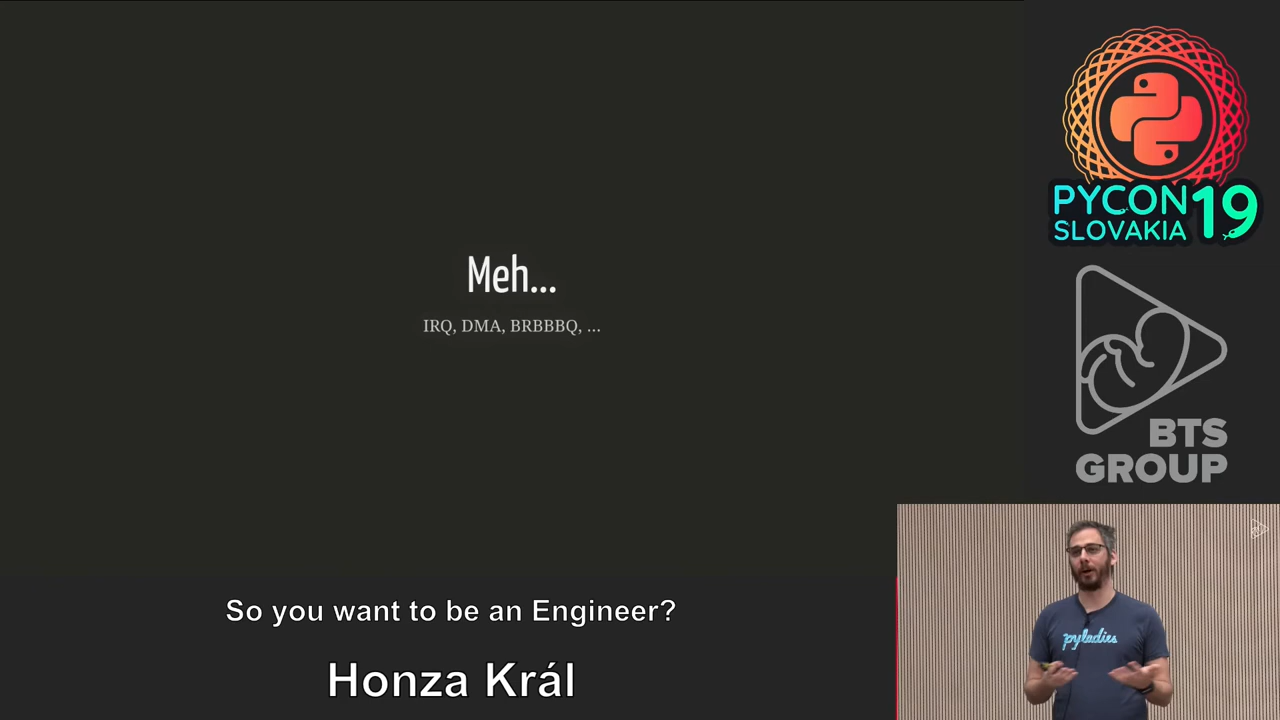 Meh...
IRQ, DMA, BRBBBQ, ...
PYCON 19
SLOVAKIA
BTS
GROUP
So you want to be an Engineer?
Honza Král
pyladies